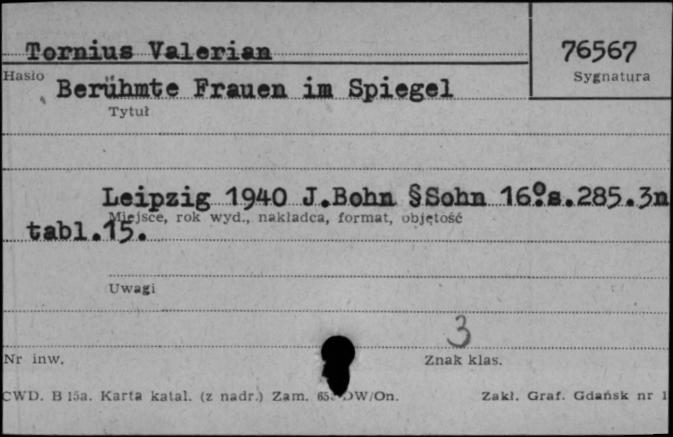 Tornius Valerian
76567
Hasło
Sygnatura
Berühmte Frauen im Spiegel
Tytuł
Leipzig 1940 J.Bohn §Sohn 16º s.285.3n
Miejsce, rok wyd., nakładca, format, objętość
tabl.15.
Uwagi
3
Nr inw.
Znak klas.
CWD. B 15a. Karta katal. (z nadr.) Zam. OW/On.
Zakł. Graf. Gdańsk nr 1